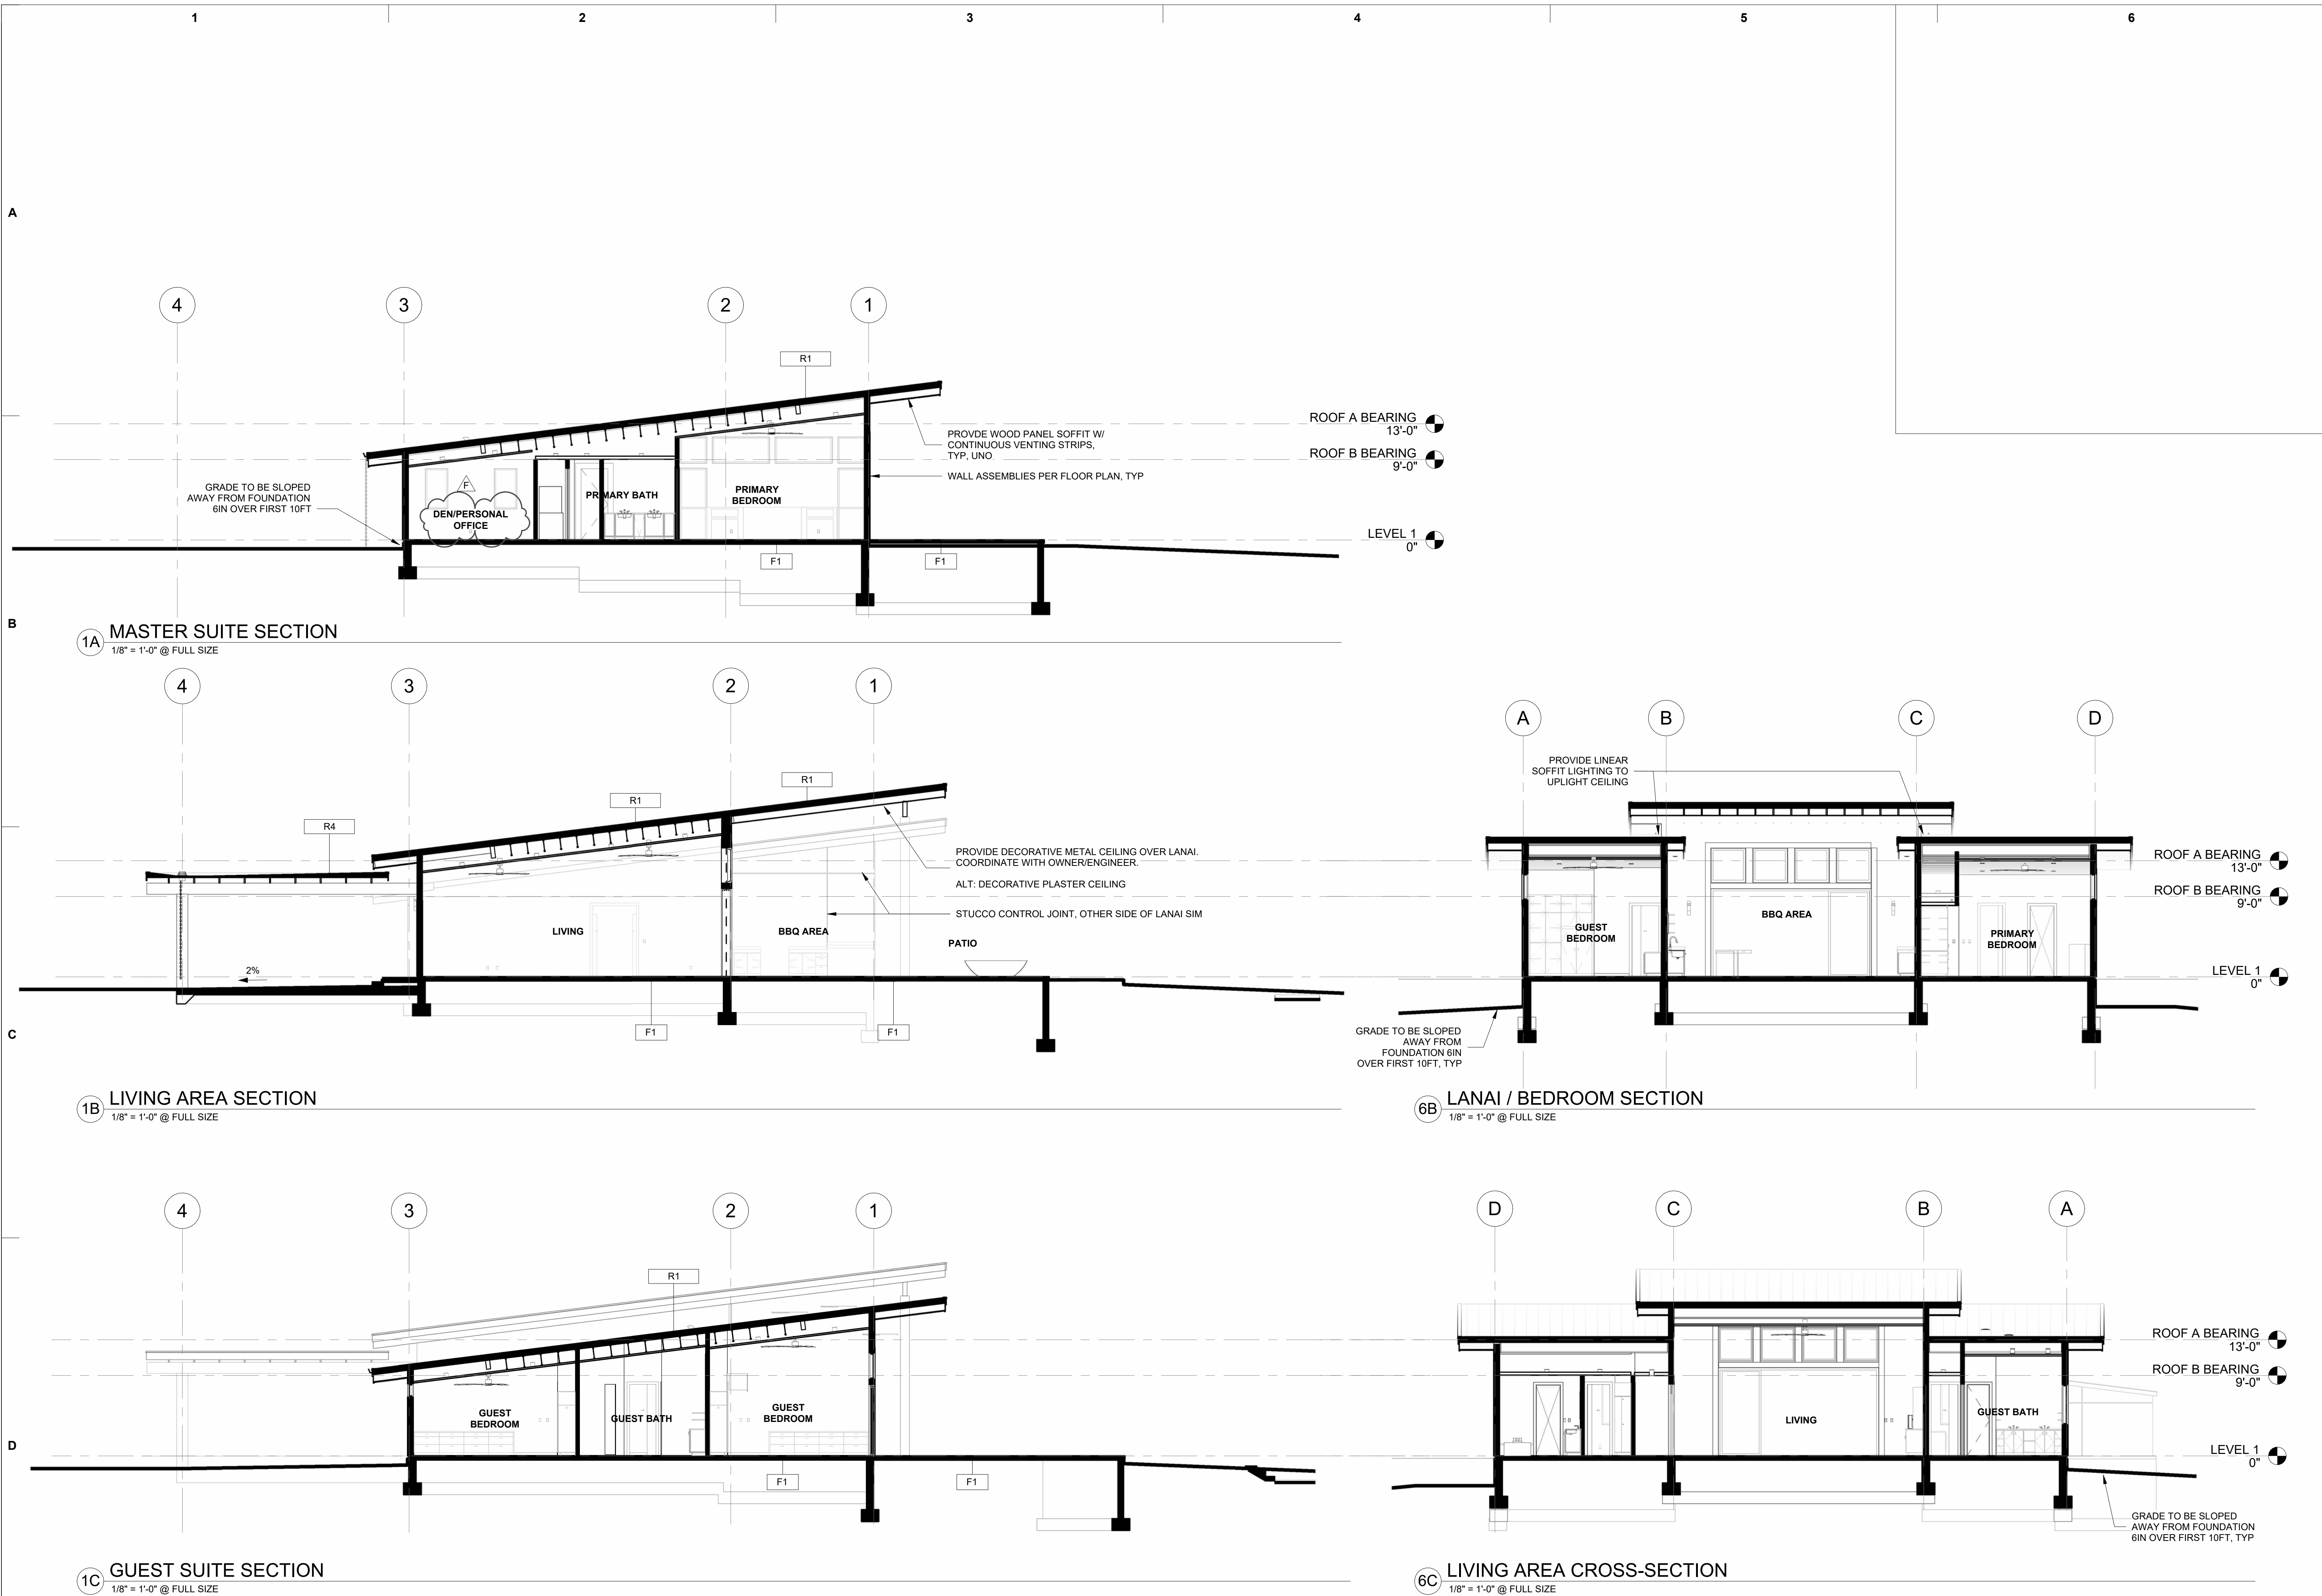 1 2 3 4 5 6
A
4 3 2 1
R1
ROOF A BEARING
13'-0"
PROVDE WOOD PANEL SOFFIT W/
CONTINUOUS VENTING STRIPS,
TYP, UNO
ROOF B BEARING
9'-0"
WALL ASSEMBLIES PER FLOOR PLAN, TYP
GRADE TO BE SLOPED
AWAY FROM FOUNDATION
6IN OVER FIRST 10FT
F
DEN/PERSONAL
OFFICE
PRIMARY BATH
PRIMARY
BEDROOM
LEVEL 1
0"
F1
F1
B
1A MASTER SUITE SECTION
1/8" = 1'-0" @ FULL SIZE
4 3 2 1
R4
R1
R1
PROVIDE DECORATIVE METAL CEILING OVER LANAI.
COORDINATE WITH OWNER/ENGINEER.
ALT: DECORATIVE PLASTER CEILING
STUCCO CONTROL JOINT, OTHER SIDE OF LANAI SIM
LIVING
BBQ AREA
PATIO
2%
F1
F1
C
1B LIVING AREA SECTION
1/8" = 1'-0" @ FULL SIZE
A B C D
PROVIDE LINEAR
SOFFIT LIGHTING TO
UPLIGHT CEILING
ROOF A BEARING
13'-0"
ROOF B BEARING
9'-0"
GUEST
BEDROOM
BBQ AREA
PRIMARY
BEDROOM
LEVEL 1
0"
GRADE TO BE SLOPED
AWAY FROM
FOUNDATION 6IN
OVER FIRST 10FT, TYP
6B LANAI / BEDROOM SECTION
1/8" = 1'-0" @ FULL SIZE
4 3 2 1
R1
GUEST
BEDROOM
GUEST BATH
GUEST
BEDROOM
F1
F1
D
1C GUEST SUITE SECTION
1/8" = 1'-0" @ FULL SIZE
D C B A
ROOF A BEARING
13'-0"
ROOF B BEARING
9'-0"
LIVING
GUEST BATH
LEVEL 1
0"
GRADE TO BE SLOPED
AWAY FROM FOUNDATION
6IN OVER FIRST 10FT, TYP
6C LIVING AREA CROSS-SECTION
1/8" = 1'-0" @ FULL SIZE